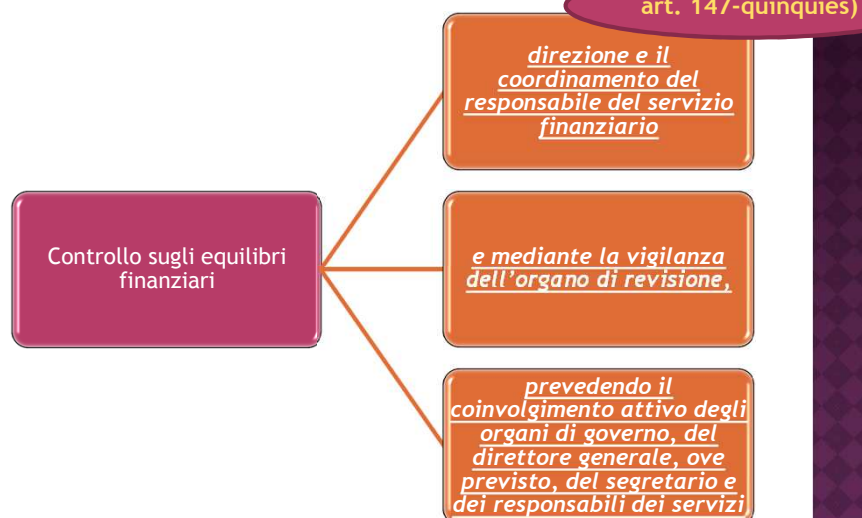 art. 147-quinquies)
direzione e il
coordinamento del
responsabile del servizio
finanziario
Controllo sugli equilibri
finanziari
e mediante la vigilanza
dell'organo di revisione,
prevedendo il
coinvolgimento attivo degli
organi di governo, del
direttore generale, ove
previsto, del segretario e
dei responsabili dei servizi